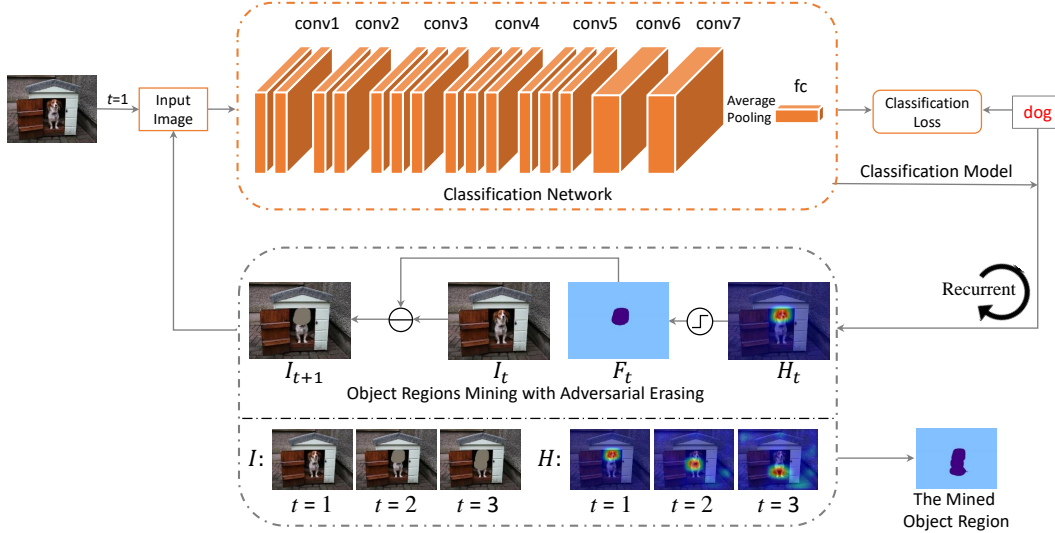 conv1 conv2 conv3 conv4 conv5 conv6 conv7
t=1
Input
Image
Average
Pooling
fc
Classification
Loss
dog
Classification Network
Classification Model
Recurrent
I_{t+1}
I_t
F_t
H_t
Object Regions Mining with Adversarial Erasing
I:
t = 1
t = 2
t = 3
H:
t = 1
t = 2
t = 3
The Mined
Object Region